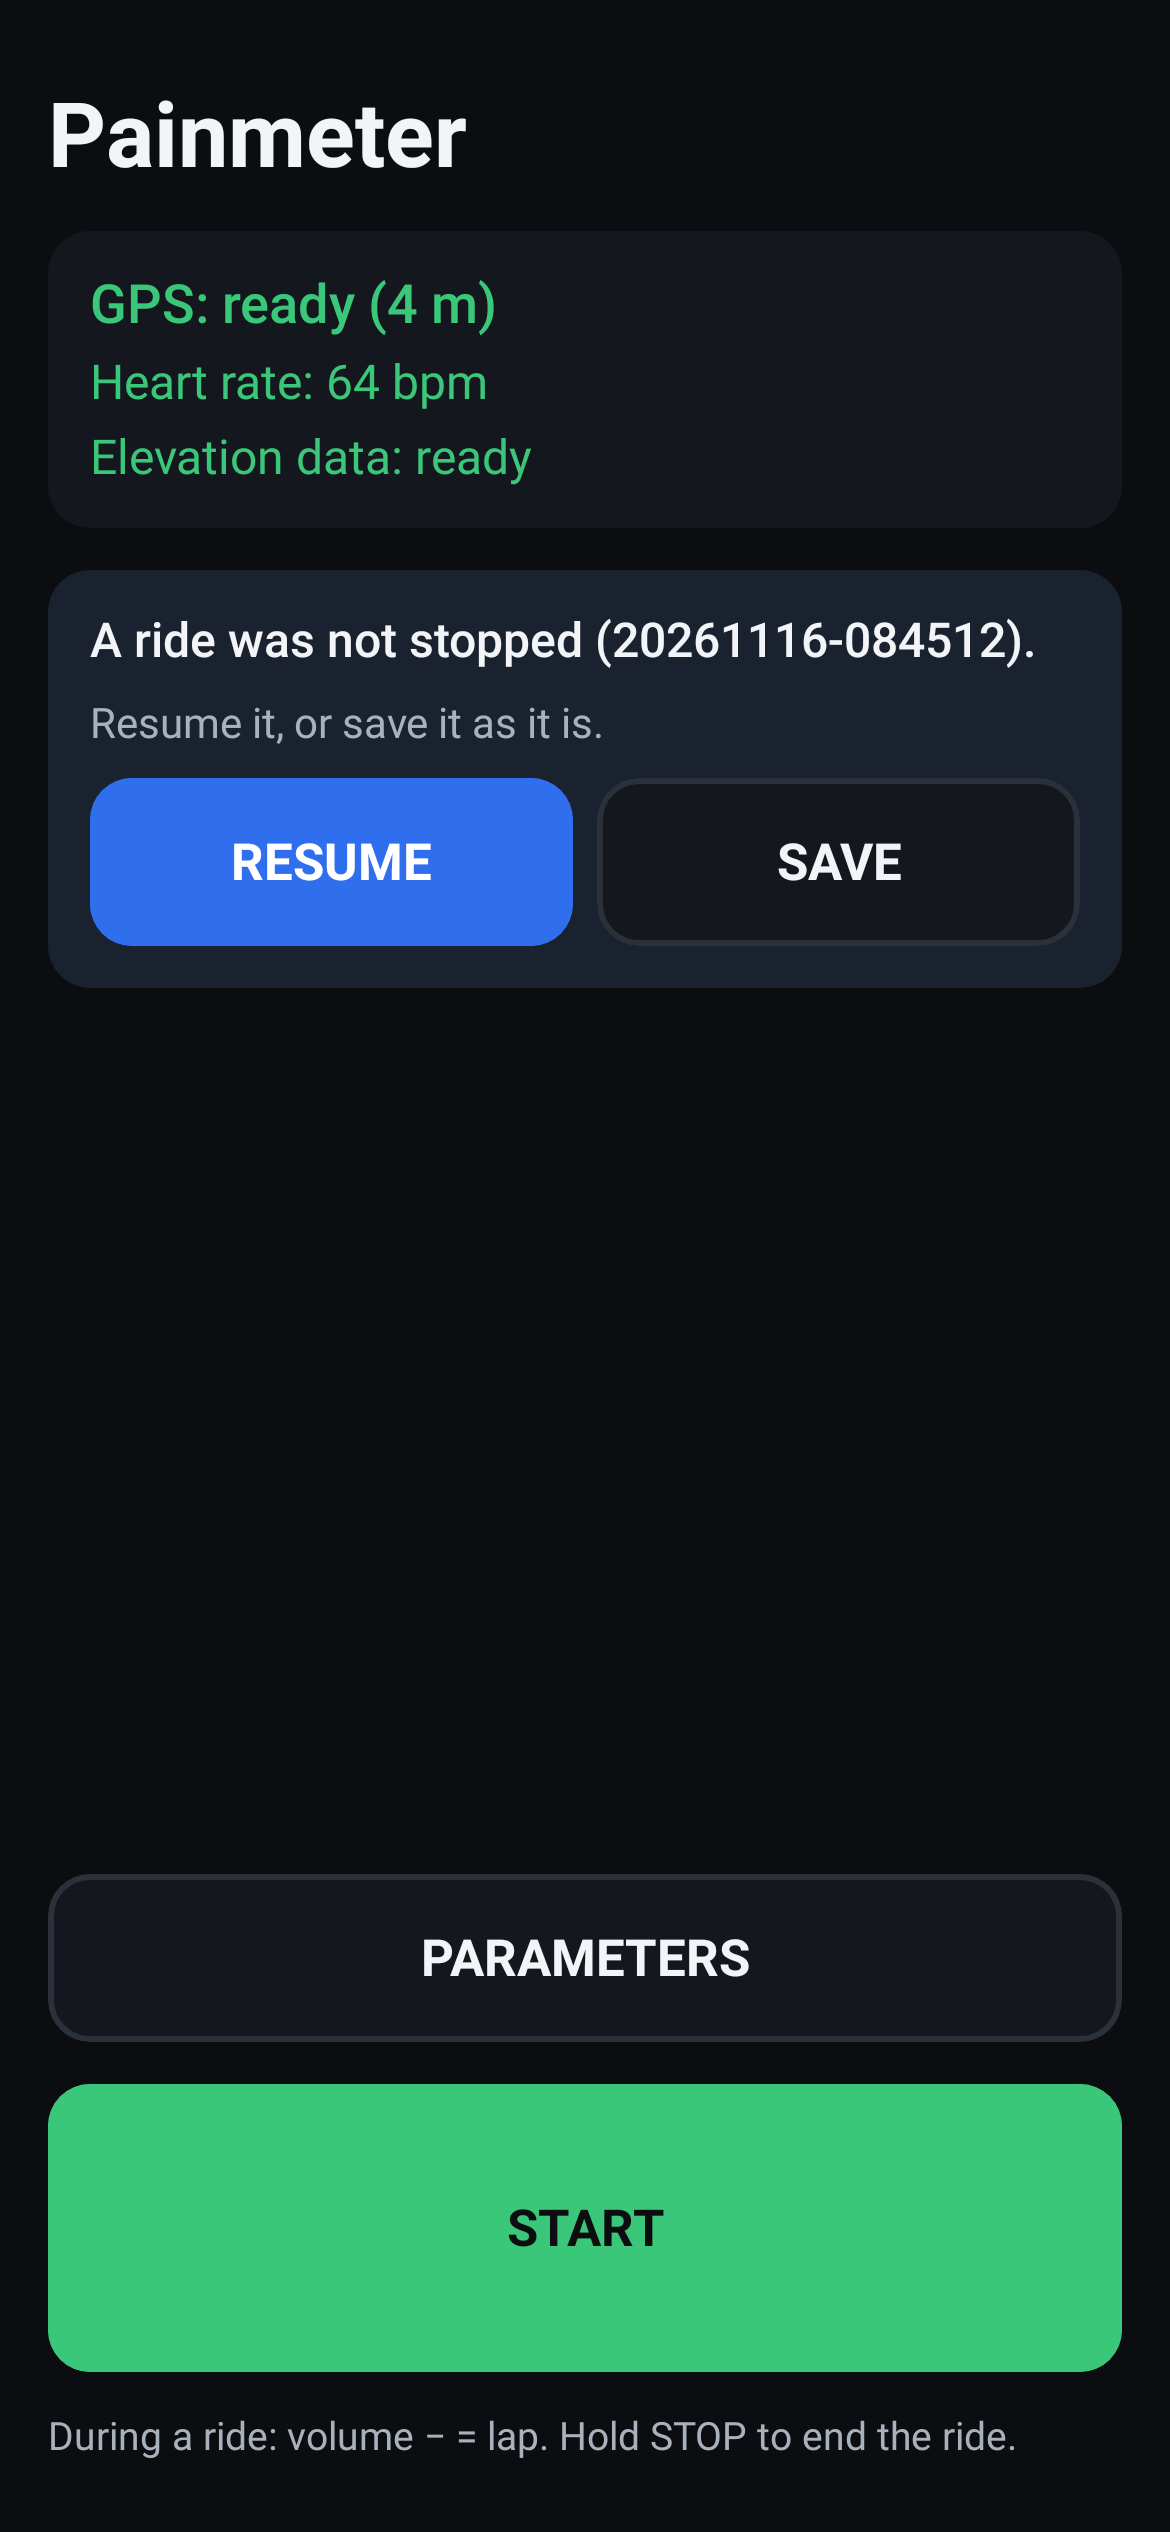 Painmeter
GPS: ready (4 m)
Heart rate: 64 bpm
Elevation data: ready
A ride was not stopped (20261116-084512).
Resume it, or save it as it is.
RESUME
SAVE
PARAMETERS
START
During a ride: volume − = lap. Hold STOP to end the ride.